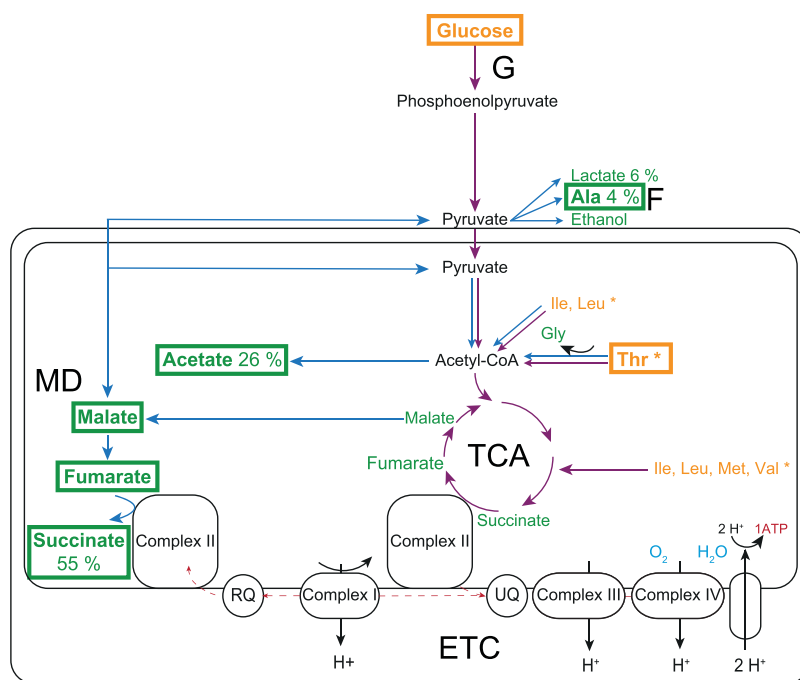 Glucose
G
Phosphoenolpyruvate
Lactate 6 %
Ala 4 %
F
Pyruvate
Ethanol
Pyruvate
Ile, Leu *
Gly
Acetate 26 %
Acetyl-CoA
Thr *
MD
Malate
Malate
TCA
Fumarate
Ile, Leu, Met, Val *
Fumarate
Succinate
Succinate
55 %
Complex II
Complex II
O2
H2O
2 H+
1ATP
RQ
Complex I
UQ
Complex III
Complex IV
ETC
H+
H+
H+
2 H+